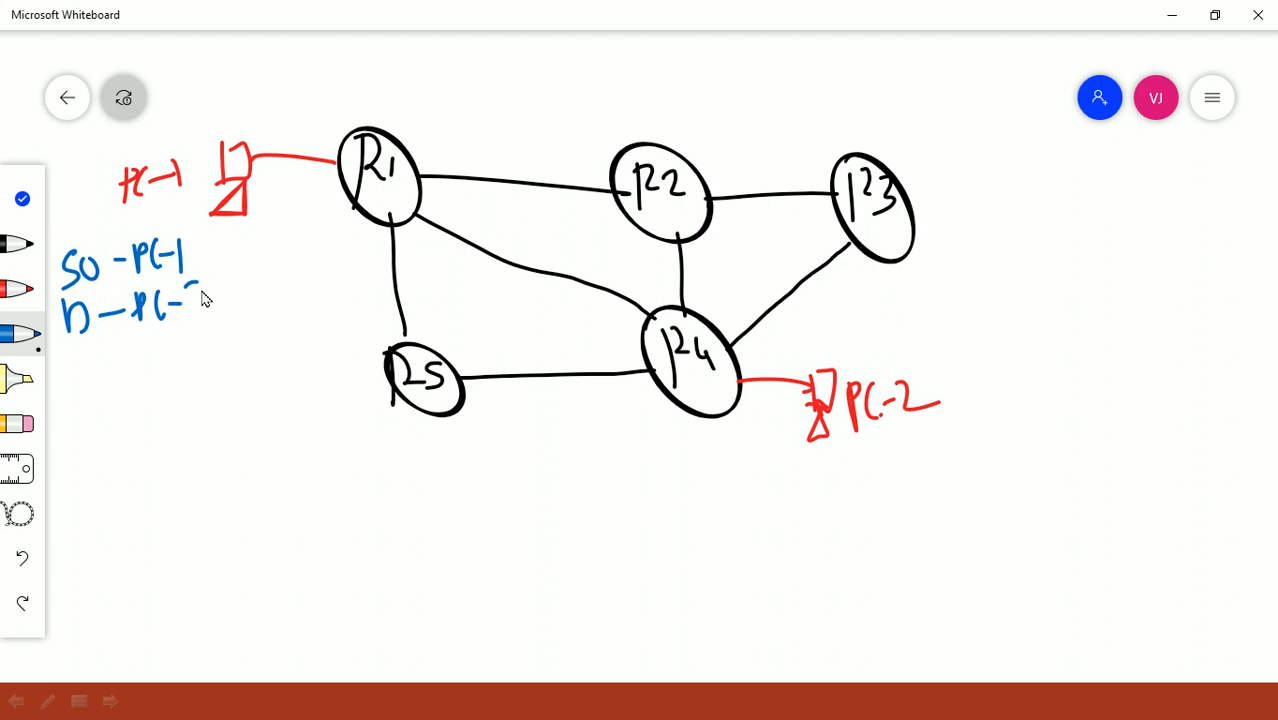 Microsoft Whiteboard
VJ
PC-1
R1
R2
R3
SO - PC-1
D - PC-
R5
R4
PC-2